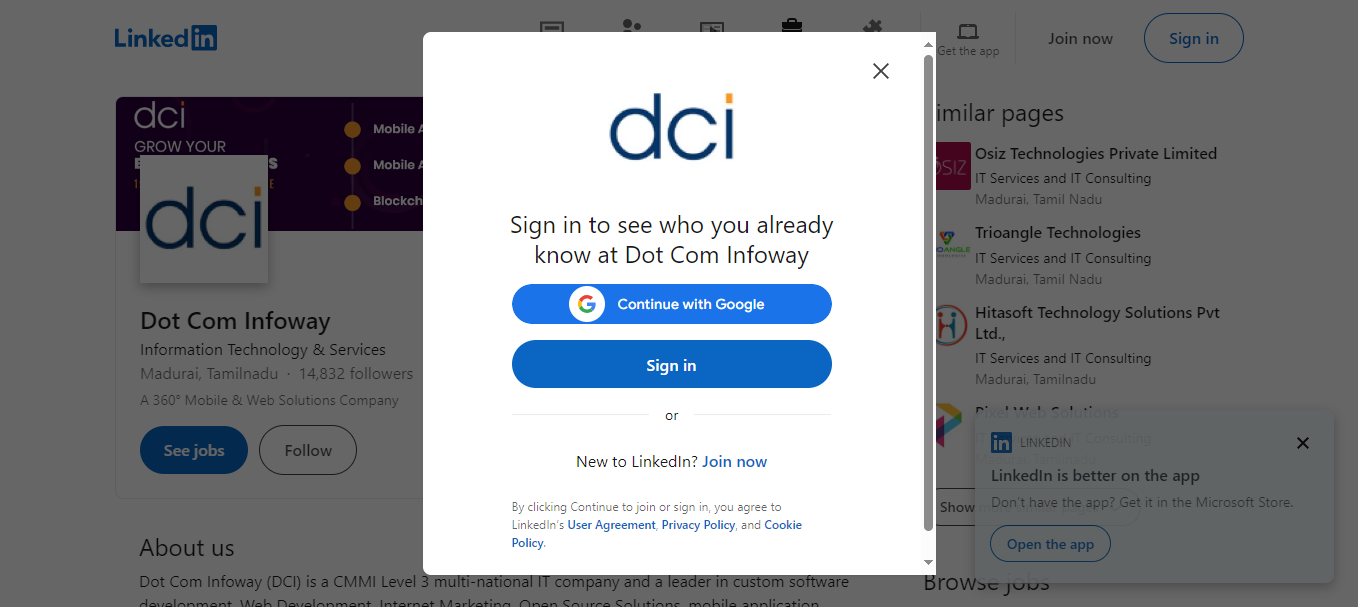 LinkedIn
Get the app
Join now
Sign in
dci
GROW YOUR
Mobile A
Mobile A
Blockch
dci
Dot Com Infoway
Information Technology & Services
Madurai, Tamilnadu · 14,832 followers
A 360° Mobile & Web Solutions Company
See jobs
Follow
About us
Dot Com Infoway (DCI) is a CMMI Level 3 multi-national IT company and a leader in custom software
development, Web Development, Internet Marketing, Open Source Solutions, mobile application
dci
Sign in to see who you already
know at Dot Com Infoway
Continue with Google
Sign in
or
New to LinkedIn? Join now
By clicking Continue to join or sign in, you agree to
LinkedIn's User Agreement, Privacy Policy, and Cookie
Policy.
imilar pages
OSIZ
Osiz Technologies Private Limited
IT Services and IT Consulting
Madurai, Tamil Nadu
Trioangle Technologies
IT Services and IT Consulting
Madurai, Tamil Nadu
Hitasoft Technology Solutions Pvt
Ltd.,
IT Services and IT Consulting
Madurai, Tamilnadu
Pixel Web Solutions
IT Consulting
Show
LINKEDIN
LinkedIn is better on the app
Don't have the app? Get it in the Microsoft Store.
Open the app
Browse jobs